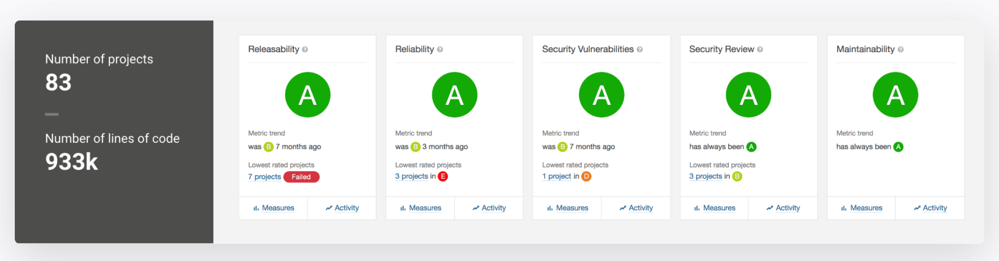 Number of projects
83
Number of lines of code
933k
Releasability ?
A
Metric trend
was B 7 months ago
Lowest rated projects
7 projects Failed
Measures Activity
Reliability ?
A
Metric trend
was B 3 months ago
Lowest rated projects
3 projects in E
Measures Activity
Security Vulnerabilities ?
A
Metric trend
was B 7 months ago
Lowest rated projects
1 project in D
Measures Activity
Security Review ?
A
Metric trend
has always been A
Lowest rated projects
3 projects in B
Measures Activity
Maintainability ?
A
Metric trend
has always been A
Measures Activity